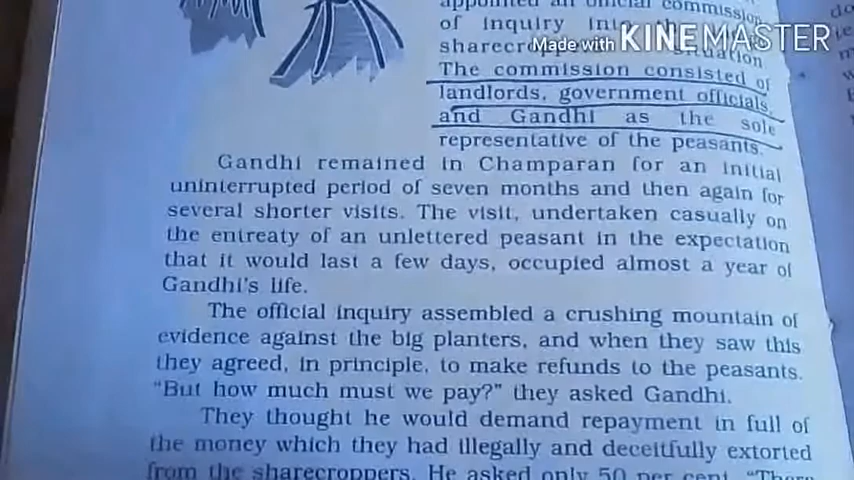 appointed an official commission
of inquiry into the
sharecroppers' situation
Made with KINEMASTER
The commission consisted of
landlords, government officials,
and Gandhi as the sole
representative of the peasants.
Gandhi remained in Champaran for an initial
uninterrupted period of seven months and then again for
several shorter visits. The visit, undertaken casually on
the entreaty of an unlettered peasant in the expectation
that it would last a few days, occupied almost a year of
Gandhi's life.
The official inquiry assembled a crushing mountain of
evidence against the big planters, and when they saw this
they agreed, in principle, to make refunds to the peasants.
"But how much must we pay?" they asked Gandhi.
They thought he would demand repayment in full of
the money which they had illegally and deceitfully extorted
from the sharecroppers. He asked only 50 per cent. "There